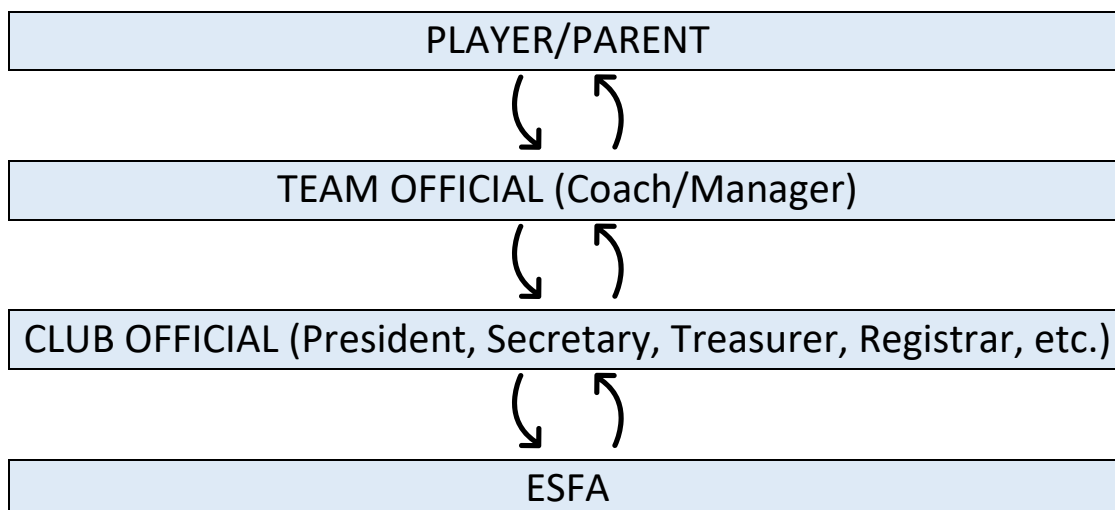 PLAYER/PARENT
TEAM OFFICIAL (Coach/Manager)
CLUB OFFICIAL (President, Secretary, Treasurer, Registrar, etc.)
ESFA